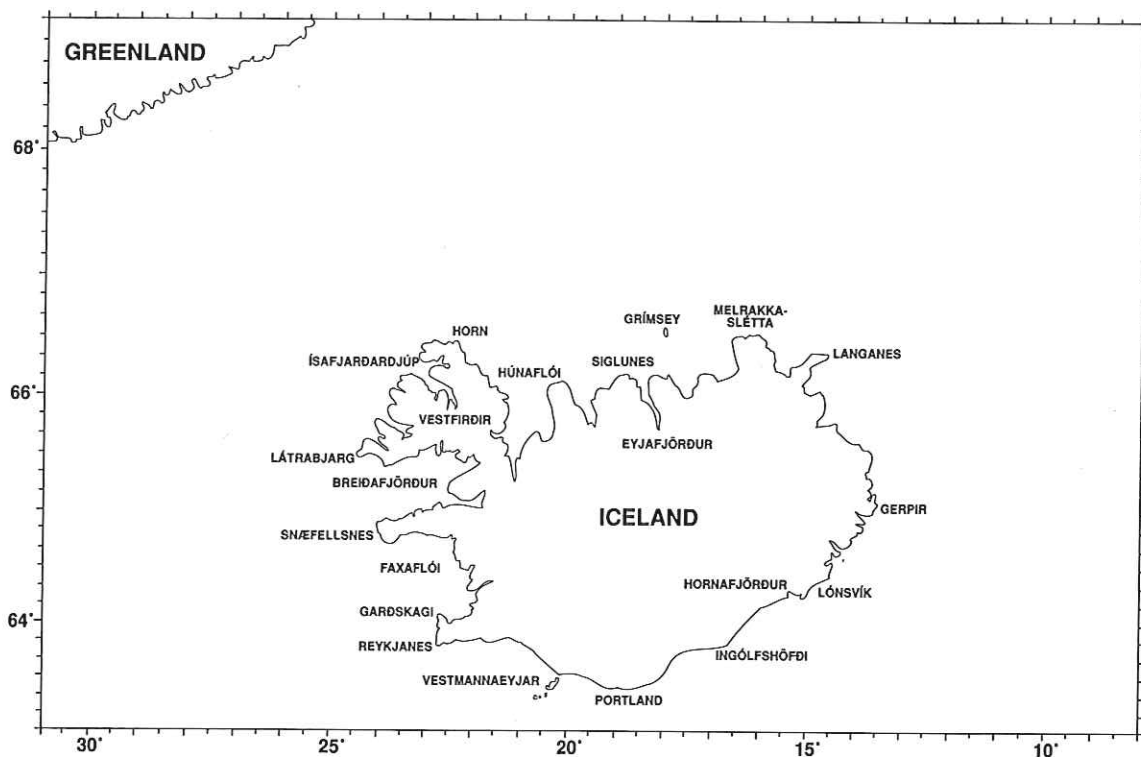 GREENLAND
68°
MELRAKKA-
SLÉTTA
GRÍMSEY
HORN
ÍSAFJARÐARDJÚP
HÚNAFLÓI
SIGLUNES
LANGANES
66°
VESTFIRÐIR
EYJAFJÖRÐUR
LÁTRABJARG
BREIÐAFJÖRÐUR
ICELAND
GERPIR
SNÆFELLSNES
FAXAFLÓI
HORNAFJÖRÐUR
LÓNSVÍK
GARÐSKAGI
64°
REYKJANES
INGÓLFSHÖFÐI
VESTMANNAEYJAR
PORTLAND
30°
25°
20°
15°
10°